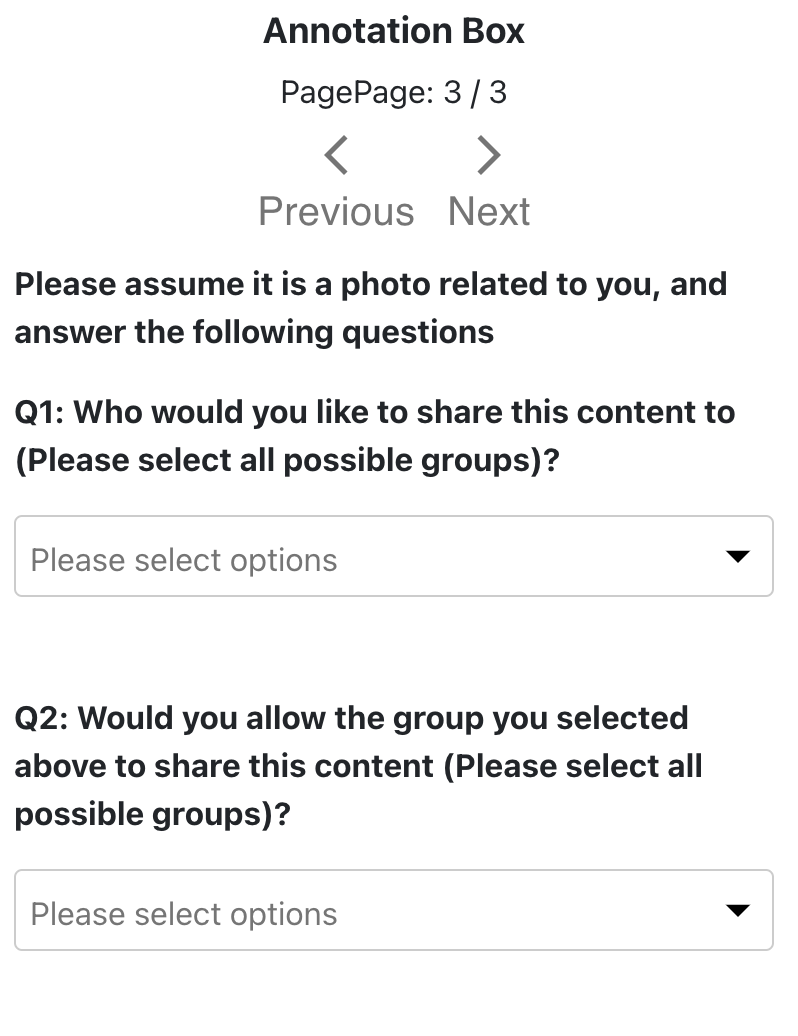 Annotation Box
PagePage: 3 / 3
Previous Next
Please assume it is a photo related to you, and
answer the following questions
Q1: Who would you like to share this content to
(Please select all possible groups)?
Please select options
Q2: Would you allow the group you selected
above to share this content (Please select all
possible groups)?
Please select options